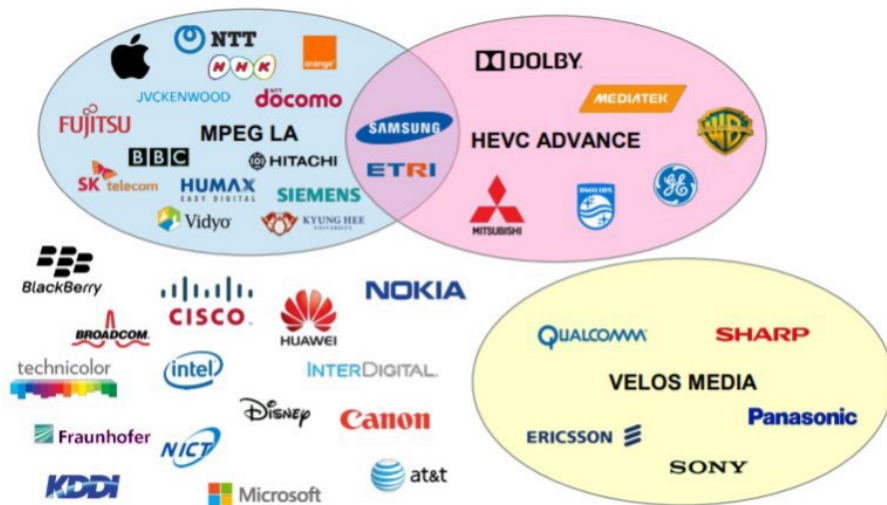 NTT
NHK
orange
JVCKENWOOD
NTT
docomo
FUJITSU
MPEG LA
BBC
HITACHI
SK telecom
HUMAX
EASY DIGITAL
SIEMENS
Vidyo
KYUNG HEE
UNIVERSITY
SAMSUNG
ETRI
DOLBY
MEDIATEK
HEVC ADVANCE
WB
MITSUBISHI
PHILIPS
GE
BlackBerry
CISCO
HUAWEI
NOKIA
BROADCOM
technicolor
intel
INTERDIGITAL
Disney
Canon
Fraunhofer
NICT
KDDI
Microsoft
at&t
QUALCOMM
SHARP
VELOS MEDIA
Panasonic
ERICSSON
SONY